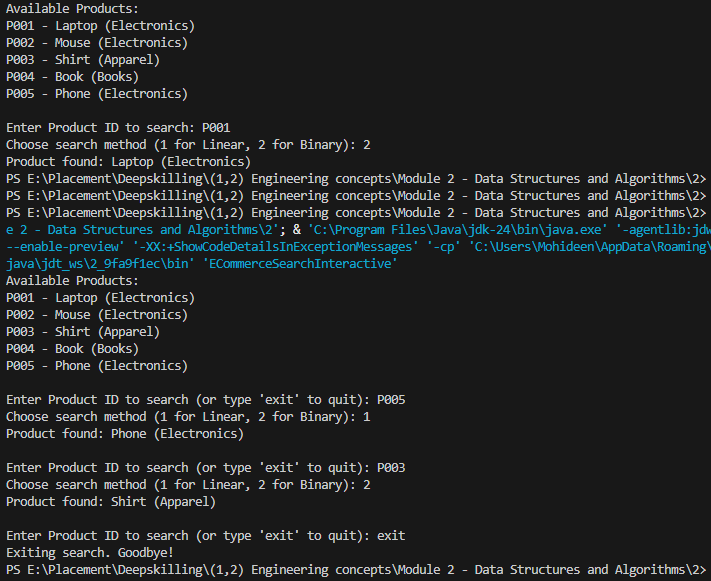 Available Products:
P001 - Laptop (Electronics)
P002 - Mouse (Electronics)
P003 - Shirt (Apparel)
P004 - Book (Books)
P005 - Phone (Electronics)
Enter Product ID to search: P001
Choose search method (1 for Linear, 2 for Binary): 2
Product found: Laptop (Electronics)
PS E:\Placement\Deepskilling\(1,2) Engineering concepts\Module 2 - Data Structures and Algorithms\2>
PS E:\Placement\Deepskilling\(1,2) Engineering concepts\Module 2 - Data Structures and Algorithms\2>
PS E:\Placement\Deepskilling\(1,2) Engineering concepts\Module 2 - Data Structures and Algorithms\2>
e 2 - Data Structures and Algorithms\2'; & 'C:\Program Files\Java\jdk-24\bin\java.exe' '-agentlib:jdw
--enable-preview' '-XX:+ShowCodeDetailsInExceptionMessages' '-cp' 'C:\Users\Mohideen\AppData\Roaming\
java\jdt_ws\2_9fa9f1ec\bin' 'ECommerceSearchInteractive'
Available Products:
P001 - Laptop (Electronics)
P002 - Mouse (Electronics)
P003 - Shirt (Apparel)
P004 - Book (Books)
P005 - Phone (Electronics)
Enter Product ID to search (or type 'exit' to quit): P005
Choose search method (1 for Linear, 2 for Binary): 1
Product found: Phone (Electronics)
Enter Product ID to search (or type 'exit' to quit): P003
Choose search method (1 for Linear, 2 for Binary): 2
Product found: Shirt (Apparel)
Enter Product ID to search (or type 'exit' to quit): exit
Exiting search. Goodbye!
PS E:\Placement\Deepskilling\(1,2) Engineering concepts\Module 2 - Data Structures and Algorithms\2>